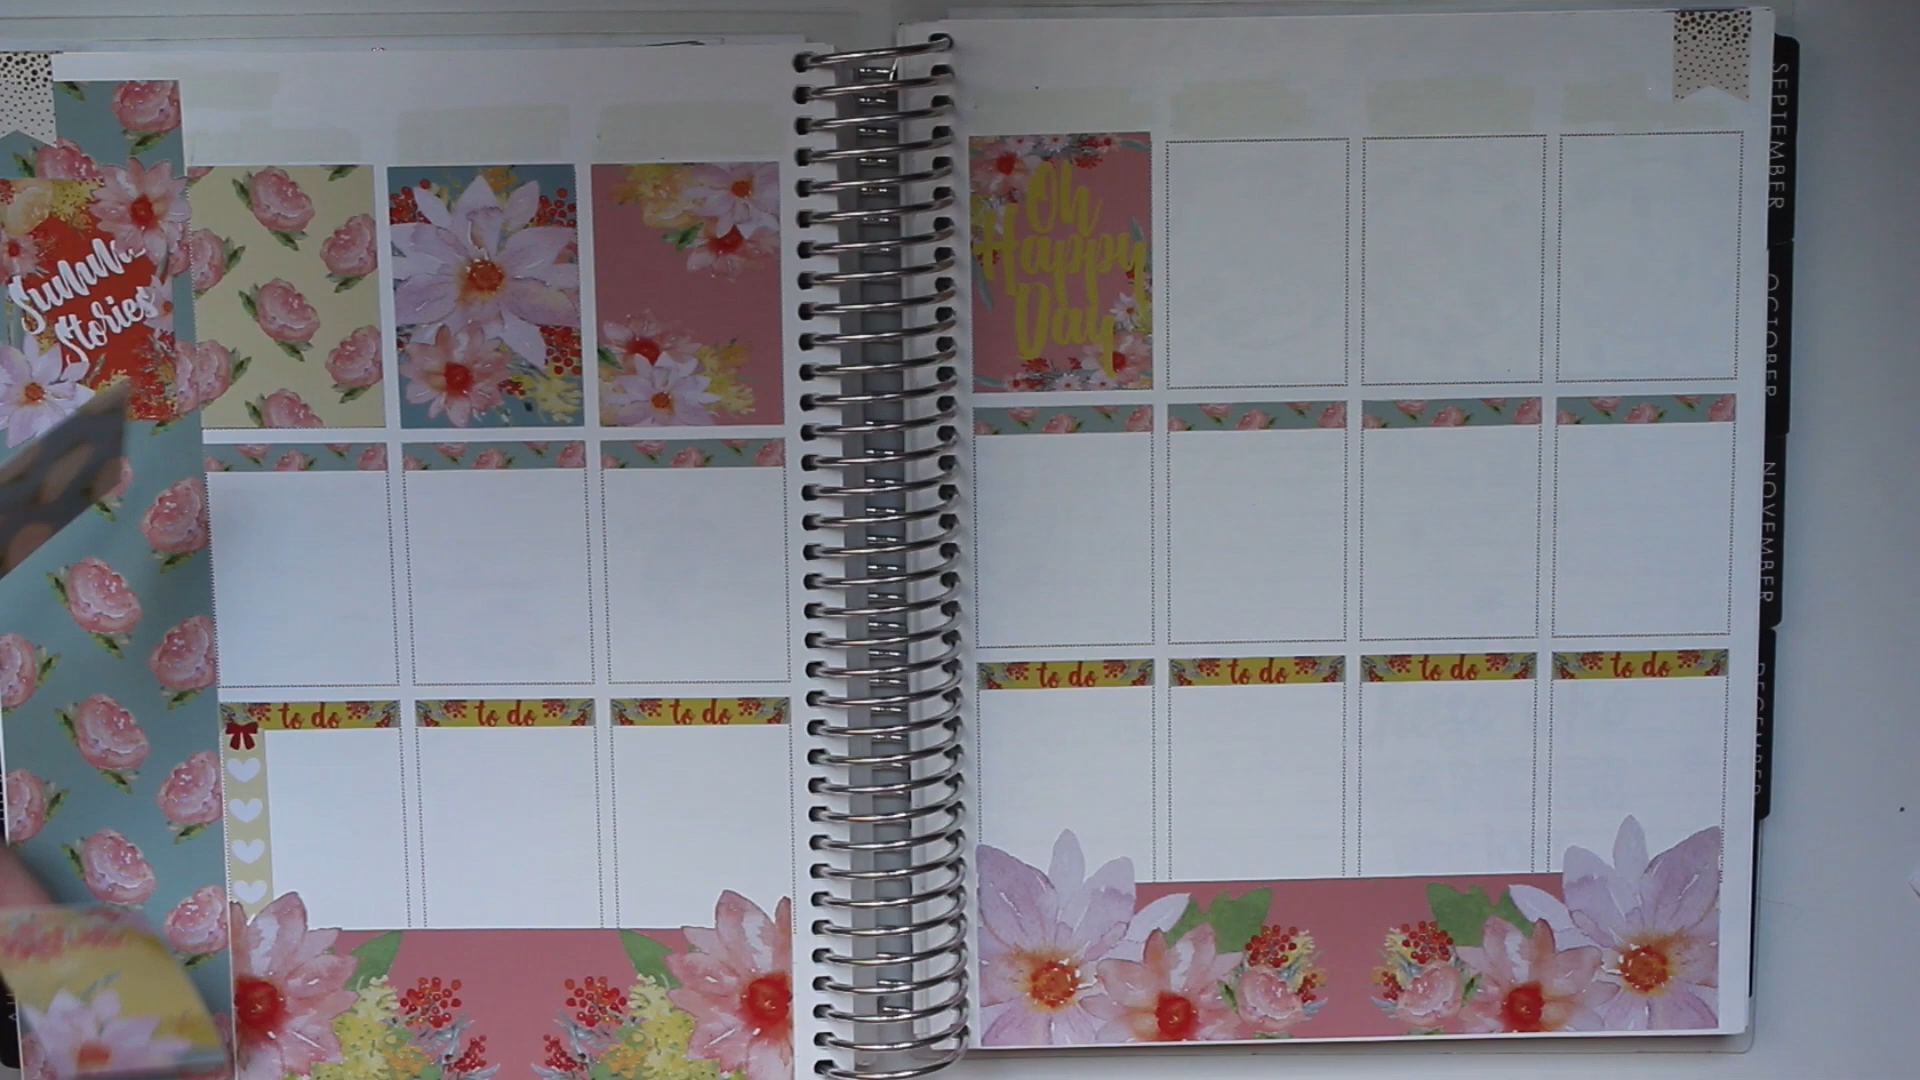 Summer
Stories
Oh
Happy
Day
to do
to do
to do
to do
to do
to do
to do
SEPTEMBER
OCTOBER
NOVEMBER
DECEMBER